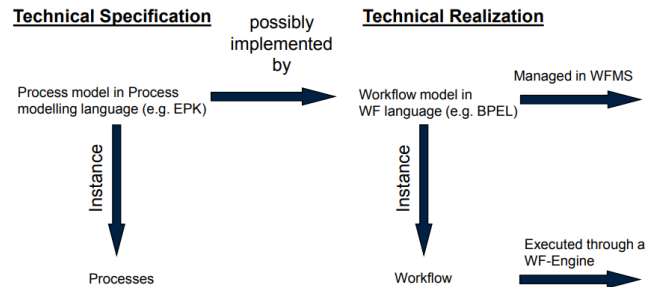 Technical Specification
possibly
implemented
by
Technical Realization
Process model in Process
modelling language (e.g. EPK)
Workflow model in
WF language (e.g. BPEL)
Managed in WFMS
Instance
Instance
Processes
Workflow
Executed through a
WF-Engine